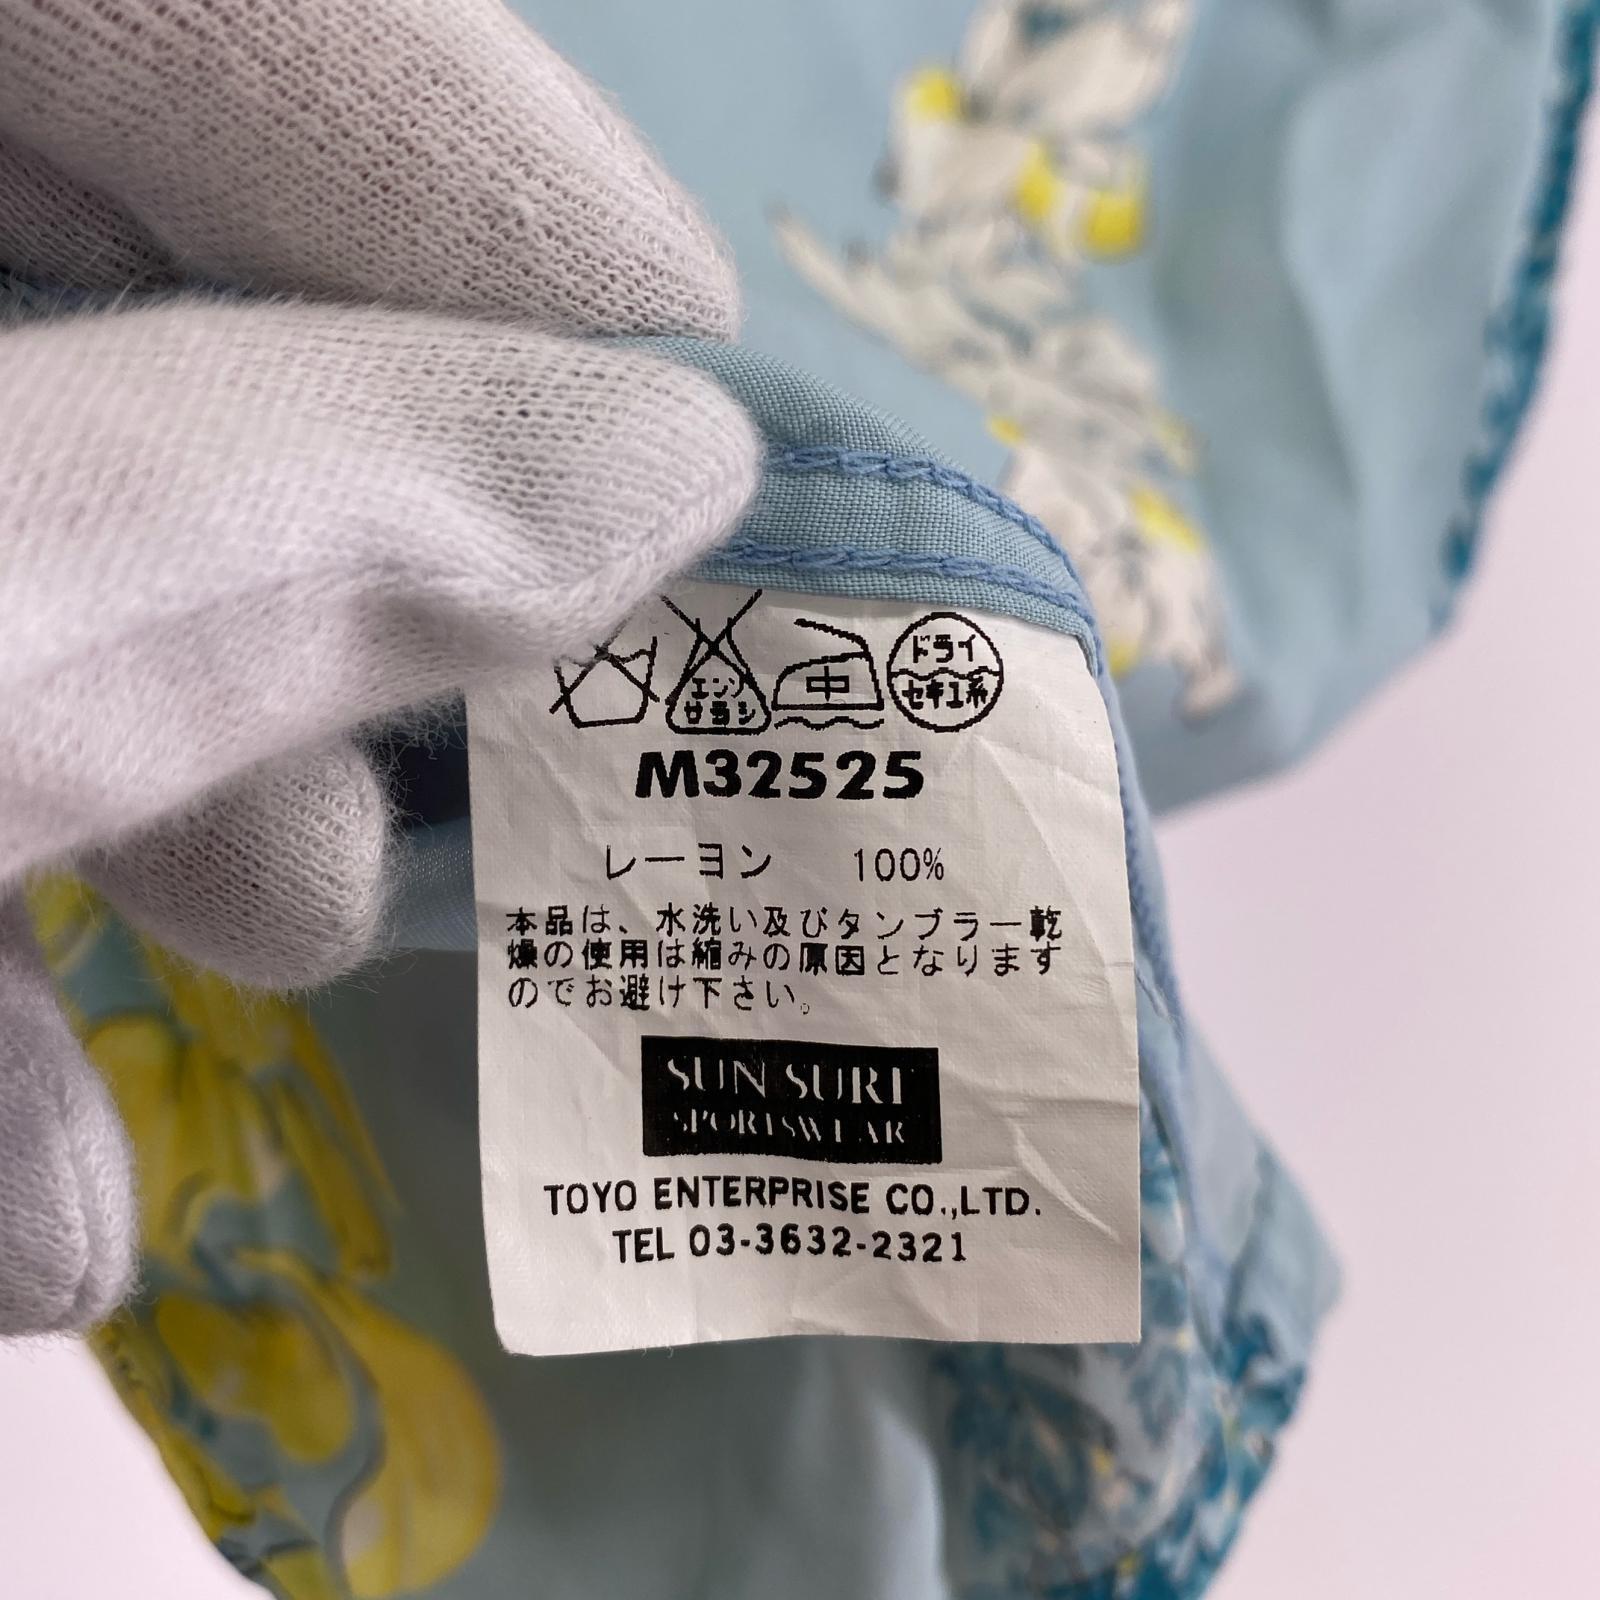 エンソ
サラシ
中
ドライ
セキユ系
M32525
レーヨン 100%
本品は、水洗い及びタンブラー乾
燥の使用は縮みの原因となります
のでお避け下さい。
SUN SURF
SPORTSWEAR
TOYO ENTERPRISE CO.,LTD.
TEL 03-3632-2321